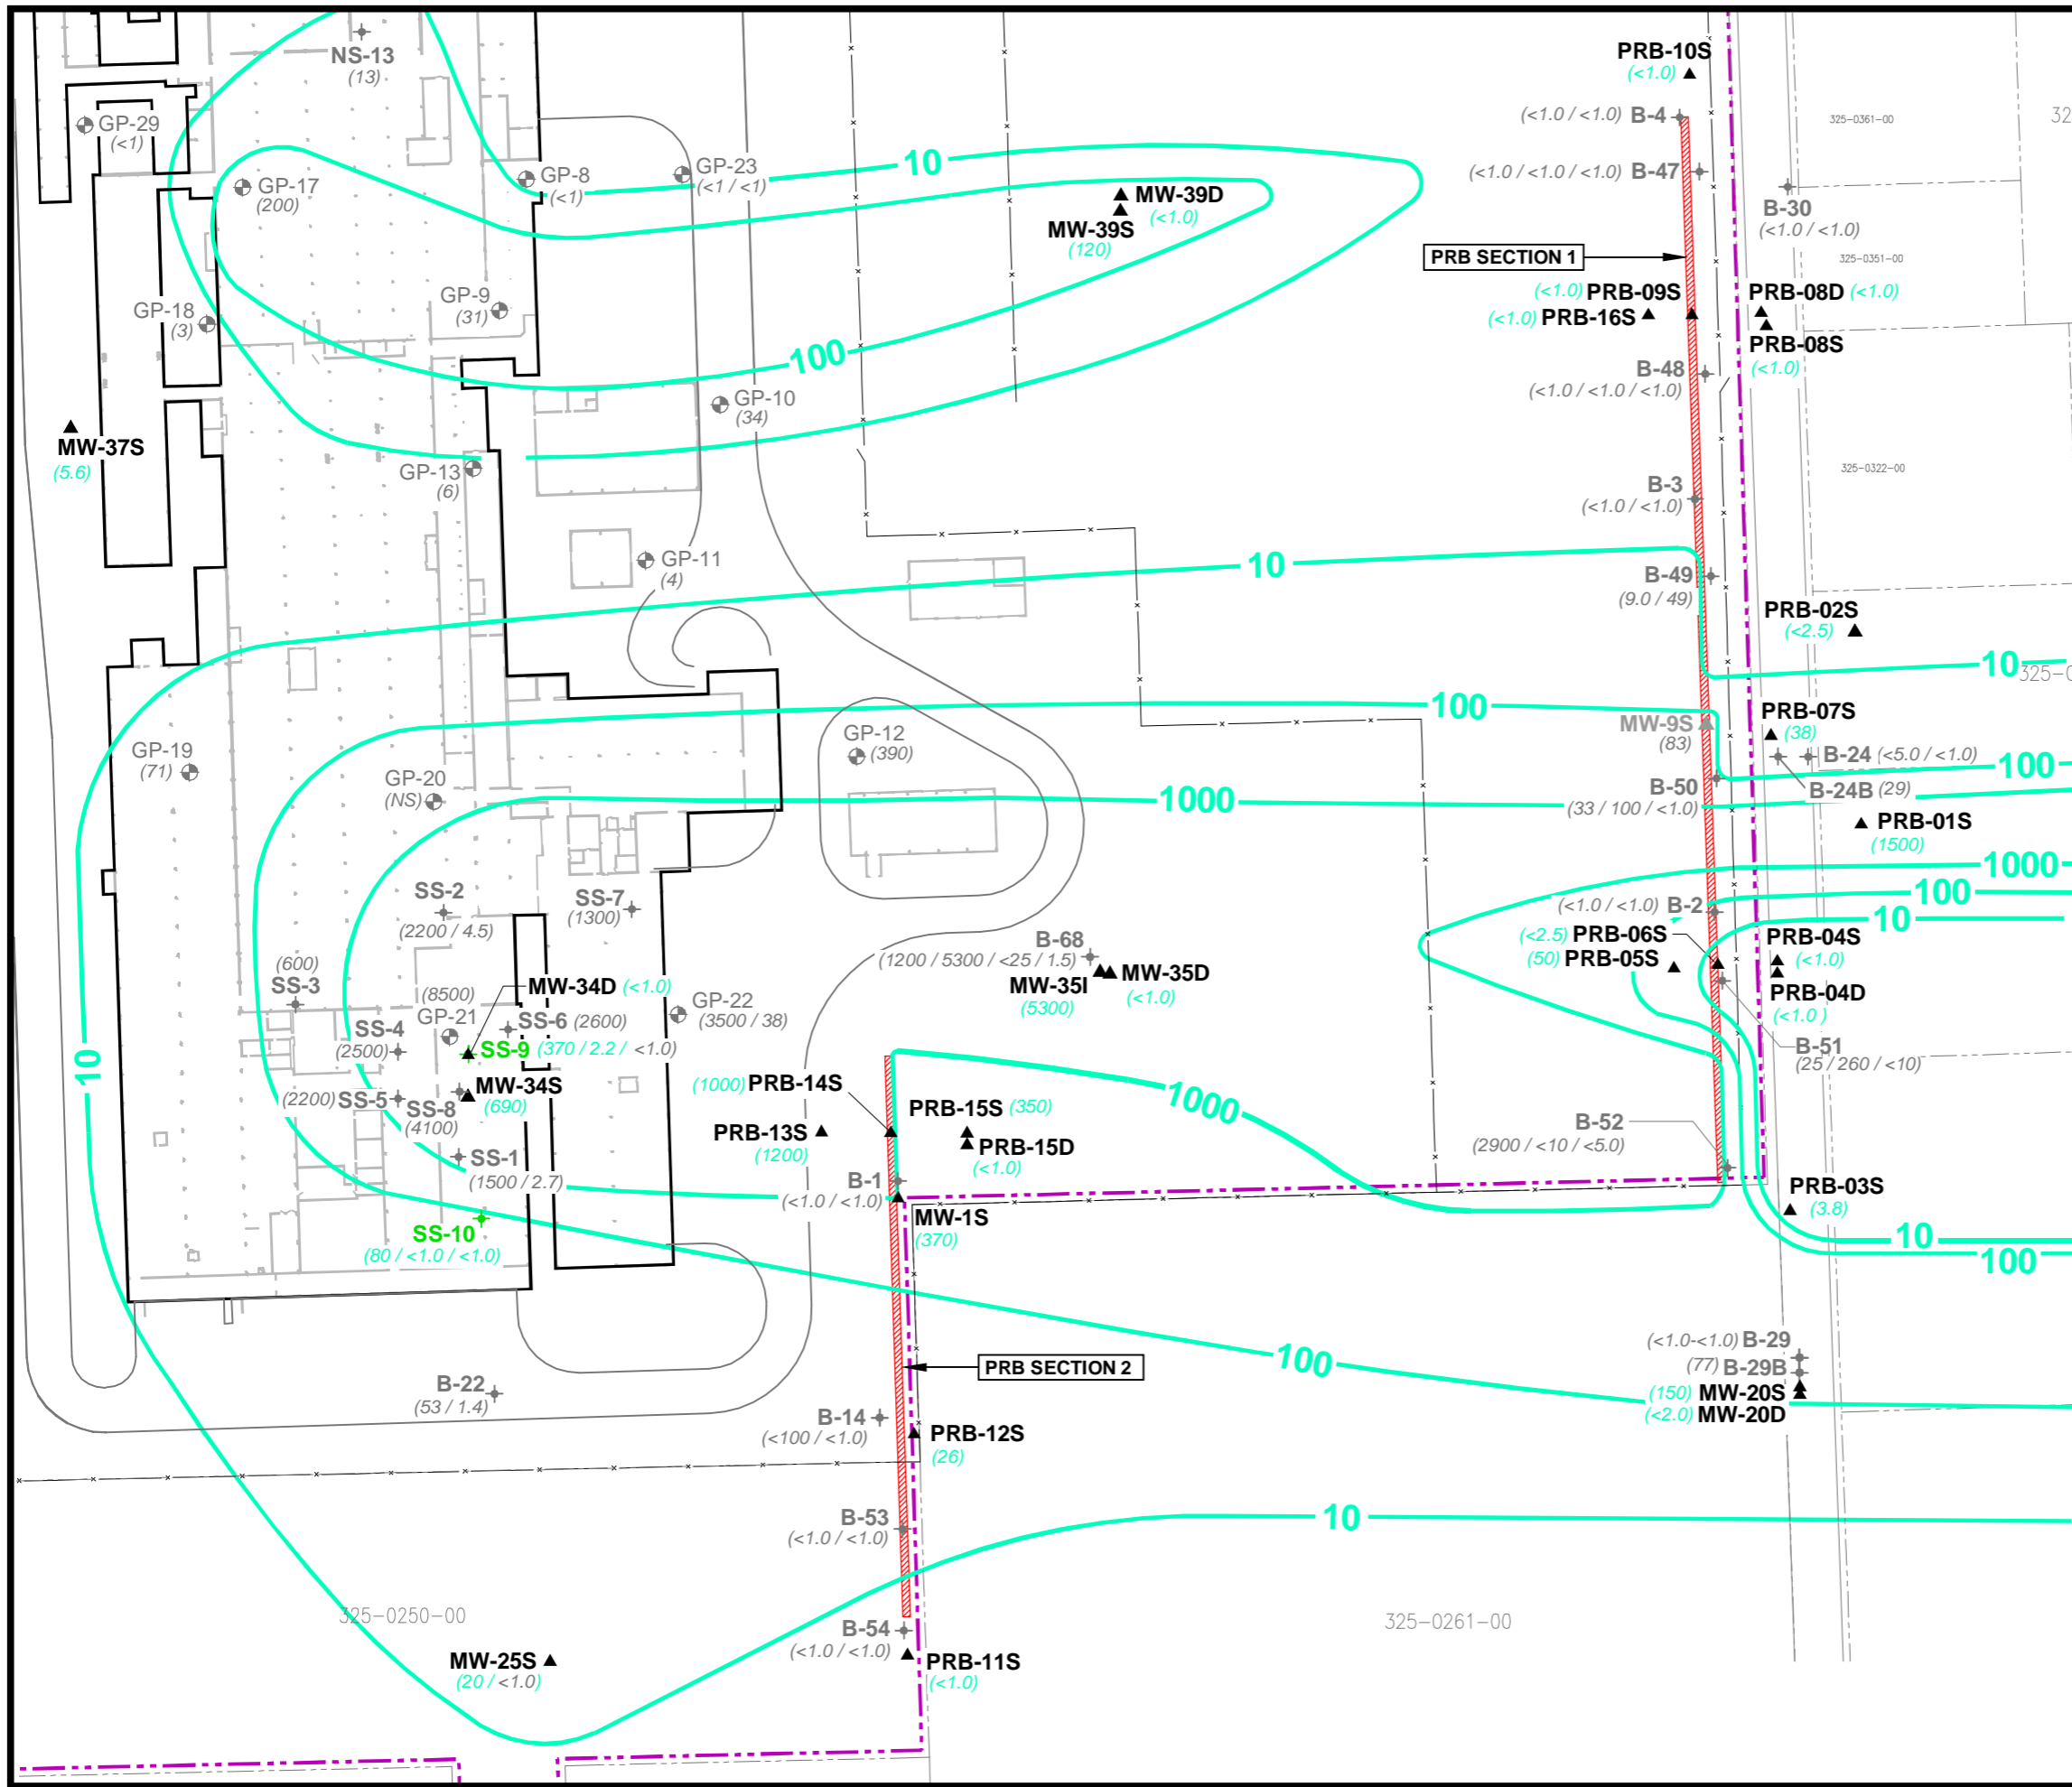 NS-13
(13)
GP-29
(<1)
GP-17
(200)
GP-8
(<1)
GP-23
(<1 / <1)
10
MW-39D
(<1.0)
MW-39S
(120)
PRB-10S
(<1.0)
(<1.0 / <1.0) B-4
(<1.0 / <1.0 / <1.0) B-47
B-30
(<1.0 / <1.0)
325-0361-00
32
325-0351-00
PRB SECTION 1
(<1.0) PRB-09S
(<1.0) PRB-16S
PRB-08D (<1.0)
PRB-08S
(<1.0)
GP-18
(3)
GP-9
(31)
100
GP-10
(34)
B-48
(<1.0 / <1.0 / <1.0)
MW-37S
(5.6)
GP-13
(6)
B-3
(<1.0 / <1.0)
325-0322-00
GP-11
(4)
10
B-49
(9.0 / 49)
PRB-02S
(<2.5)
10
325-0
100
MW-9S
(83)
PRB-07S
(38)
GP-19
(71)
GP-12
(390)
GP-20
(NS)
B-24 (<5.0 / <1.0)
100
B-50
(33 / 100 / <1.0)
B-24B (29)
1000
PRB-01S
(1500)
1000
SS-2
(2200 / 4.5)
SS-7
(1300)
100
(<1.0 / <1.0) B-2
10
B-68
(1200 / 5300 / <25 / 1.5)
MW-35I
(5300)
MW-35D
(<1.0)
(<2.5) PRB-06S
(50) PRB-05S
PRB-04S
(<1.0)
PRB-04D
(<1.0 )
(600)
SS-3
(8500)
GP-21
MW-34D (<1.0)
SS-6 (2600)
GP-22
(3500 / 38)
SS-4
(2500)
SS-9 (370 / 2.2 / <1.0)
B-51
(25 / 260 / <10)
10
MW-34S
(690)
(2200) SS-5
SS-8
(4100)
(1000) PRB-14S
1000
PRB-15S (350)
PRB-13S
(1200)
PRB-15D
(<1.0)
B-52
(2900 / <10 / <5.0)
SS-1
(1500 / 2.7)
B-1
(<1.0 / <1.0)
MW-1S
(370)
PRB-03S
(3.8)
SS-10
(80 / <1.0 / <1.0)
10
100
100
PRB SECTION 2
(<1.0-<1.0) B-29
(77) B-29B
(150) MW-20S
(<2.0) MW-20D
B-22
(53 / 1.4)
B-14
(<100 / <1.0)
PRB-12S
(26)
B-53
(<1.0 / <1.0)
10
325-0250-00
325-0261-00
B-54
(<1.0 / <1.0)
MW-25S
(20 / <1.0)
PRB-11S
(<1.0)